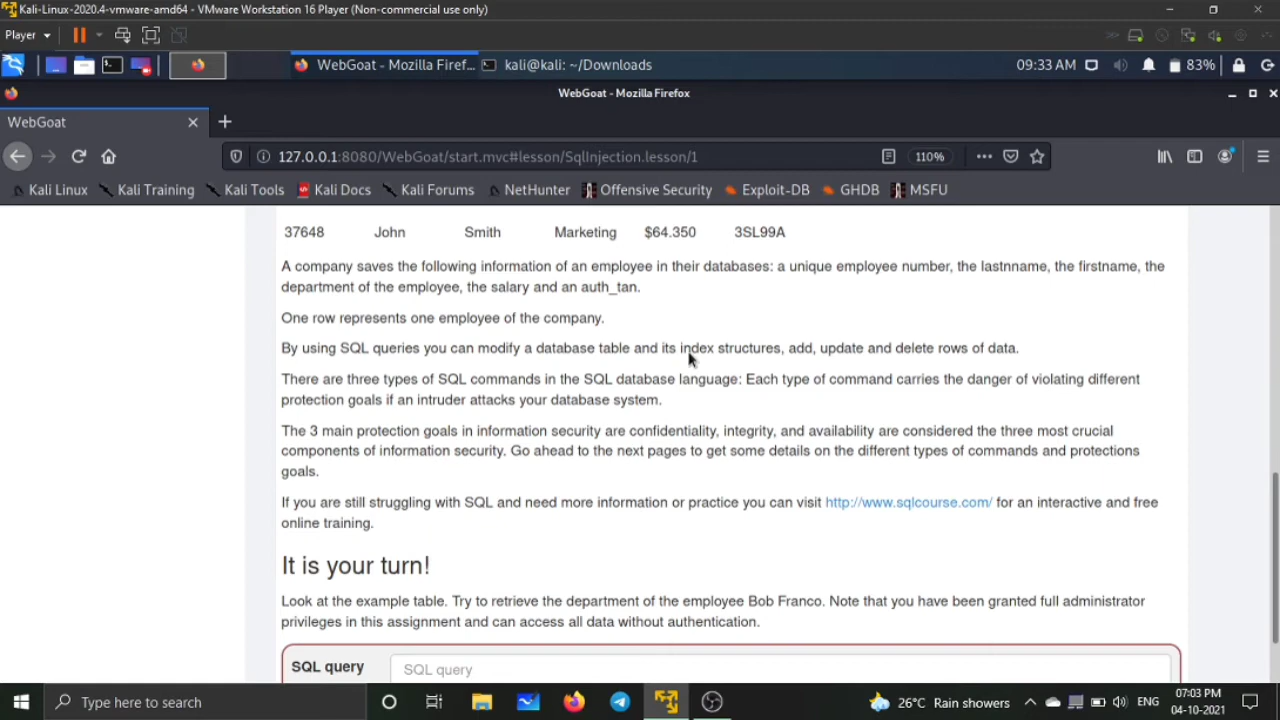 Kali-Linux-2020.4-vmware-amd64 - VMware Workstation 16 Player (Non-commercial use only)
Player
WebGoat - Mozilla Firef...
kali@kali: ~/Downloads
09:33 AM
83%
WebGoat - Mozilla Firefox
WebGoat
127.0.0.1:8080/WebGoat/start.mvc#lesson/SqlInjection.lesson/1
110%
Kali Linux
Kali Training
Kali Tools
Kali Docs
Kali Forums
NetHunter
Offensive Security
Exploit-DB
GHDB
MSFU
37648 John Smith Marketing $64.350 3SL99A
A company saves the following information of an employee in their databases: a unique employee number, the lastnname, the firstname, the
department of the employee, the salary and an auth_tan.
One row represents one employee of the company.
By using SQL queries you can modify a database table and its index structures, add, update and delete rows of data.
There are three types of SQL commands in the SQL database language: Each type of command carries the danger of violating different
protection goals if an intruder attacks your database system.
The 3 main protection goals in information security are confidentiality, integrity, and availability are considered the three most crucial
components of information security. Go ahead to the next pages to get some details on the different types of commands and protections
goals.
If you are still struggling with SQL and need more information or practice you can visit http://www.sqlcourse.com/ for an interactive and free
online training.
It is your turn!
Look at the example table. Try to retrieve the department of the employee Bob Franco. Note that you have been granted full administrator
privileges in this assignment and can access all data without authentication.
SQL query
SQL query
Type here to search
26°C Rain showers
ENG
07:03 PM
04-10-2021